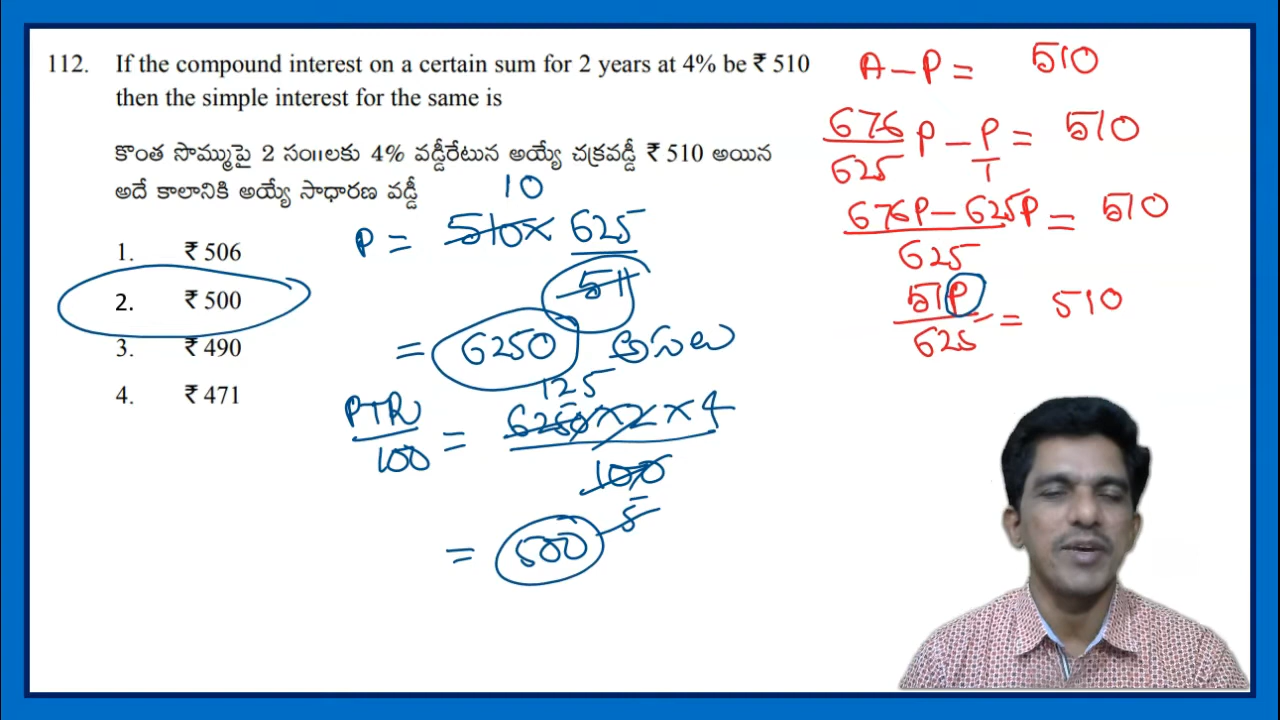 112. If the compound interest on a certain sum for 2 years at 4% be ₹ 510
then the simple interest for the same is
కొంత సొమ్ముపై 2 సం॥లకు 4% వడ్డీరేటున అయ్యే చక్రవడ్డీ ₹ 510 అయిన
అదే కాలానికి అయ్యే సాధారణ వడ్డీ
1. ₹ 506
2. ₹ 500
3. ₹ 490
4. ₹ 471
10
P = 510 × 625
51
= 6250 అసలు
125
PTR = 6250 × 2 × 4
100 100
5
= 500
A − P = 510
676 P − P = 510
625 1
676P − 625P = 510
625
51P = 510
625